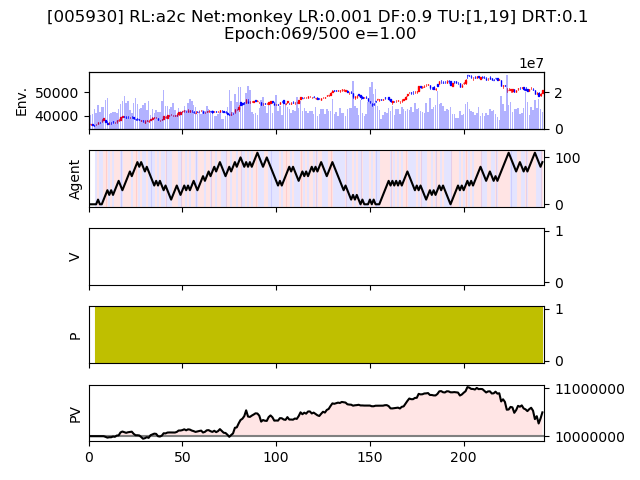 [005930] RL:a2c Net:monkey LR:0.001 DF:0.9 TU:[1,19] DRT:0.1
Epoch:069/500 e=1.00
1e7
Env.
50000
40000
2
0
Agent
100
0
V
1
0
P
1
0
PV
11000000
10000000
0 50 100 150 200